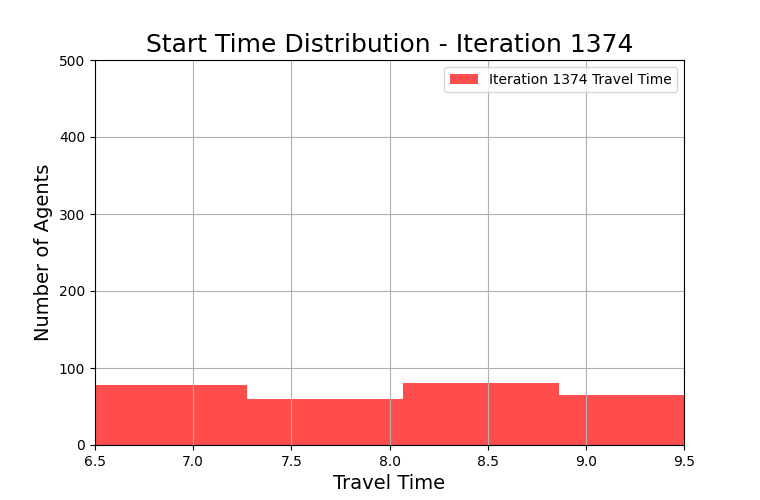 Start Time Distribution - Iteration 1374
Iteration 1374 Travel Time
Number of Agents
500
400
300
200
100
0
6.5 7.0 7.5 8.0 8.5 9.0 9.5
Travel Time